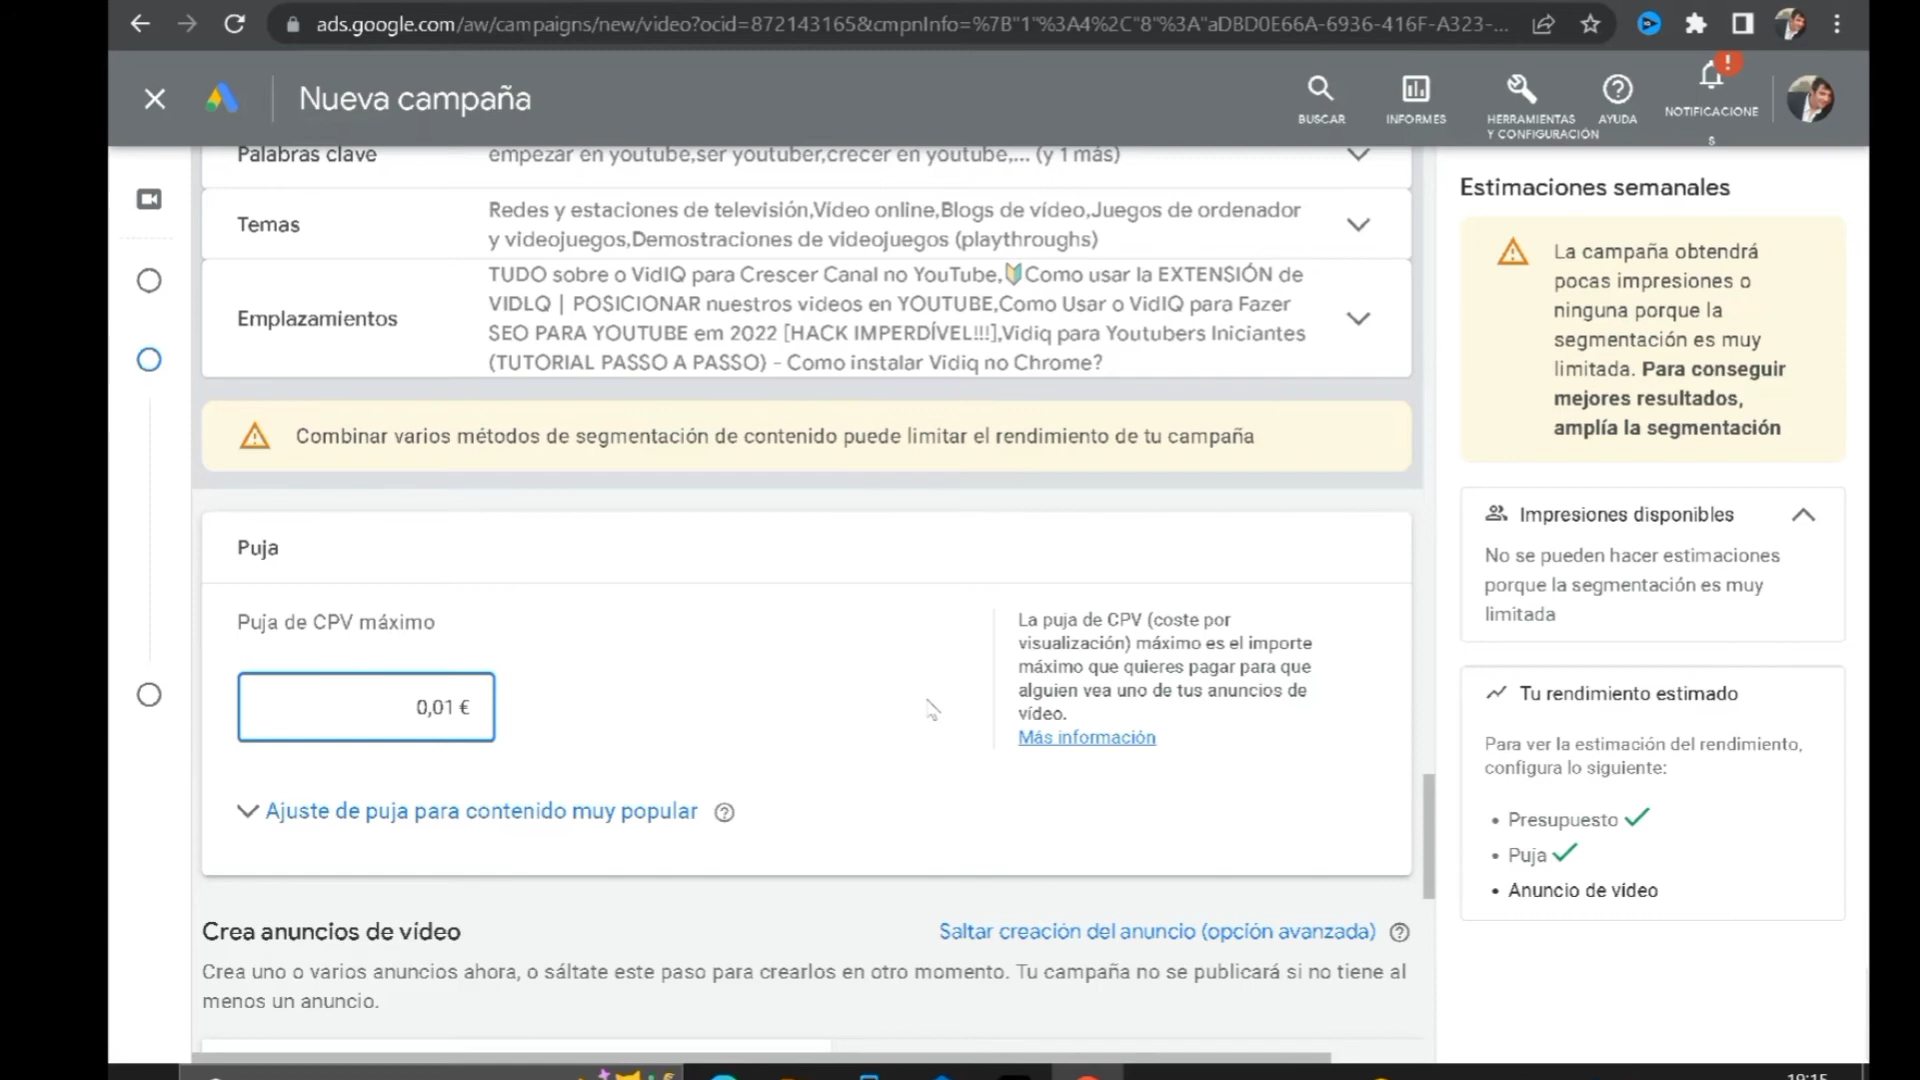 ads.google.com/aw/campaigns/new/video?ocid=872143165&cmpnInfo=%7B"1"%3A4%2C"8"%3A"aDBD0E66A-6936-416F-A323-...
Nueva campaña
BUSCAR
INFORMES
HERRAMIENTAS
Y CONFIGURACIÓN
AYUDA
!
NOTIFICACIONE
S
Palabras clave
empezar en youtube,ser youtuber,crecer en youtube,... (y 1 más)
Temas
Redes y estaciones de televisión,Vídeo online,Blogs de vídeo,Juegos de ordenador
y videojuegos,Demostraciones de videojuegos (playthroughs)
Emplazamientos
TUDO sobre o VidIQ para Crescer Canal no YouTube,🔰Como usar la EXTENSIÓN de
VIDLQ | POSICIONAR nuestros videos en YOUTUBE,Como Usar o VidIQ para Fazer
SEO PARA YOUTUBE em 2022 [HACK IMPERDÍVEL!!!],Vidiq para Youtubers Iniciantes
(TUTORIAL PASSO A PASSO) - Como instalar Vidiq no Chrome?
Combinar varios métodos de segmentación de contenido puede limitar el rendimiento de tu campaña
Puja
Puja de CPV máximo
0,01 €
La puja de CPV (coste por
visualización) máximo es el importe
máximo que quieres pagar para que
alguien vea uno de tus anuncios de
vídeo.
Más información
Ajuste de puja para contenido muy popular
Crea anuncios de vídeo
Saltar creación del anuncio (opción avanzada)
Crea uno o varios anuncios ahora, o sáltate este paso para crearlos en otro momento. Tu campaña no se publicará si no tiene al
menos un anuncio.
Estimaciones semanales
La campaña obtendrá
pocas impresiones o
ninguna porque la
segmentación es muy
limitada. Para conseguir
mejores resultados,
amplía la segmentación
Impresiones disponibles
No se pueden hacer estimaciones
porque la segmentación es muy
limitada
Tu rendimiento estimado
Para ver la estimación del rendimiento,
configura lo siguiente:
• Presupuesto
• Puja
• Anuncio de vídeo
19:15